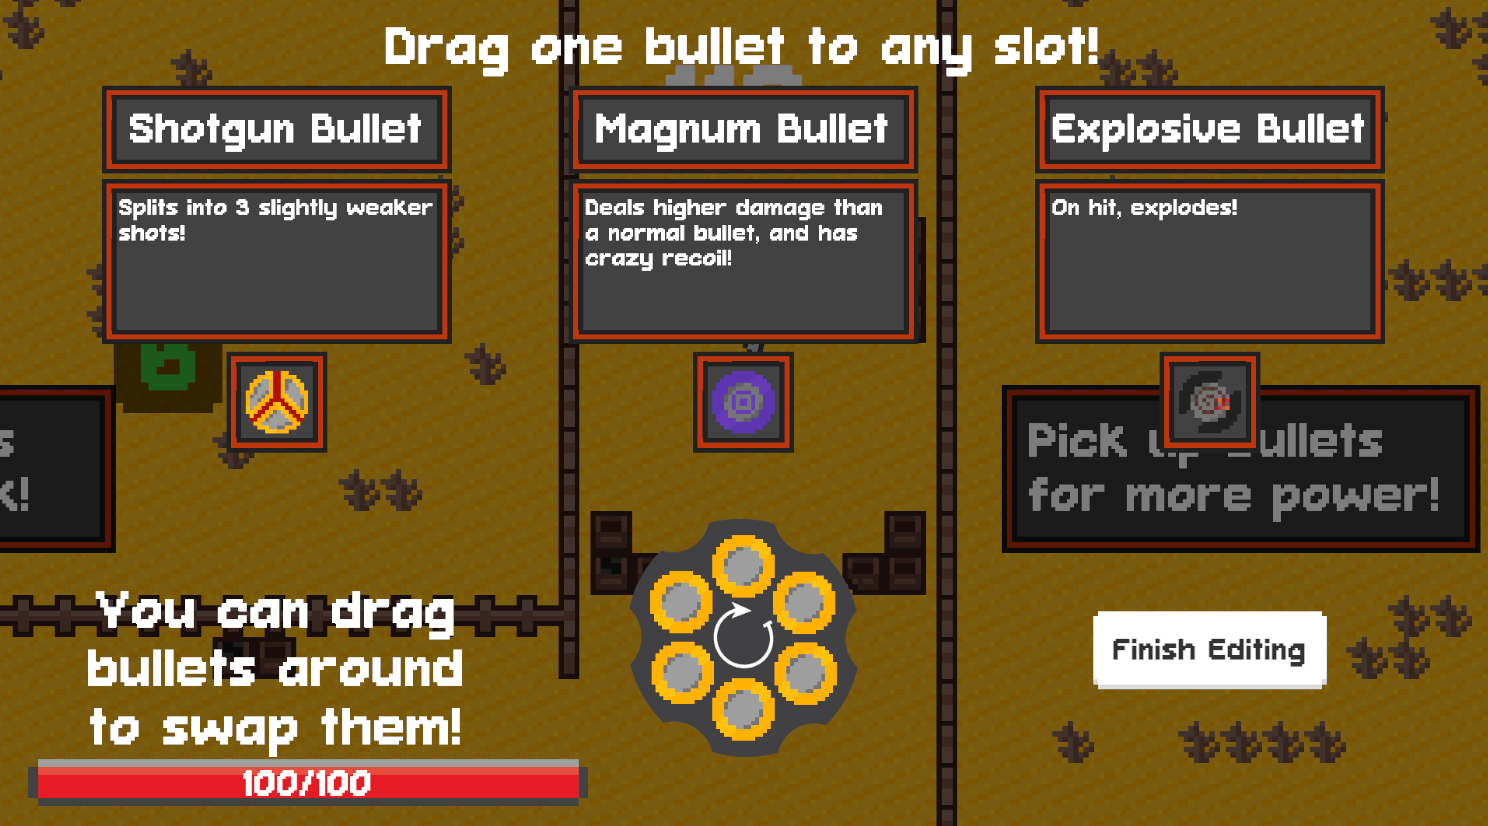 Drag one bullet to any slot!
Shotgun Bullet
Magnum Bullet
Explosive Bullet
Splits into 3 slightly weaker
shots!
Deals higher damage than
a normal bullet, and has
crazy recoil!
On hit, explodes!
s
k!
Pick up bullets
for more power!
You can drag
bullets around
to swap them!
Finish Editing
100/100